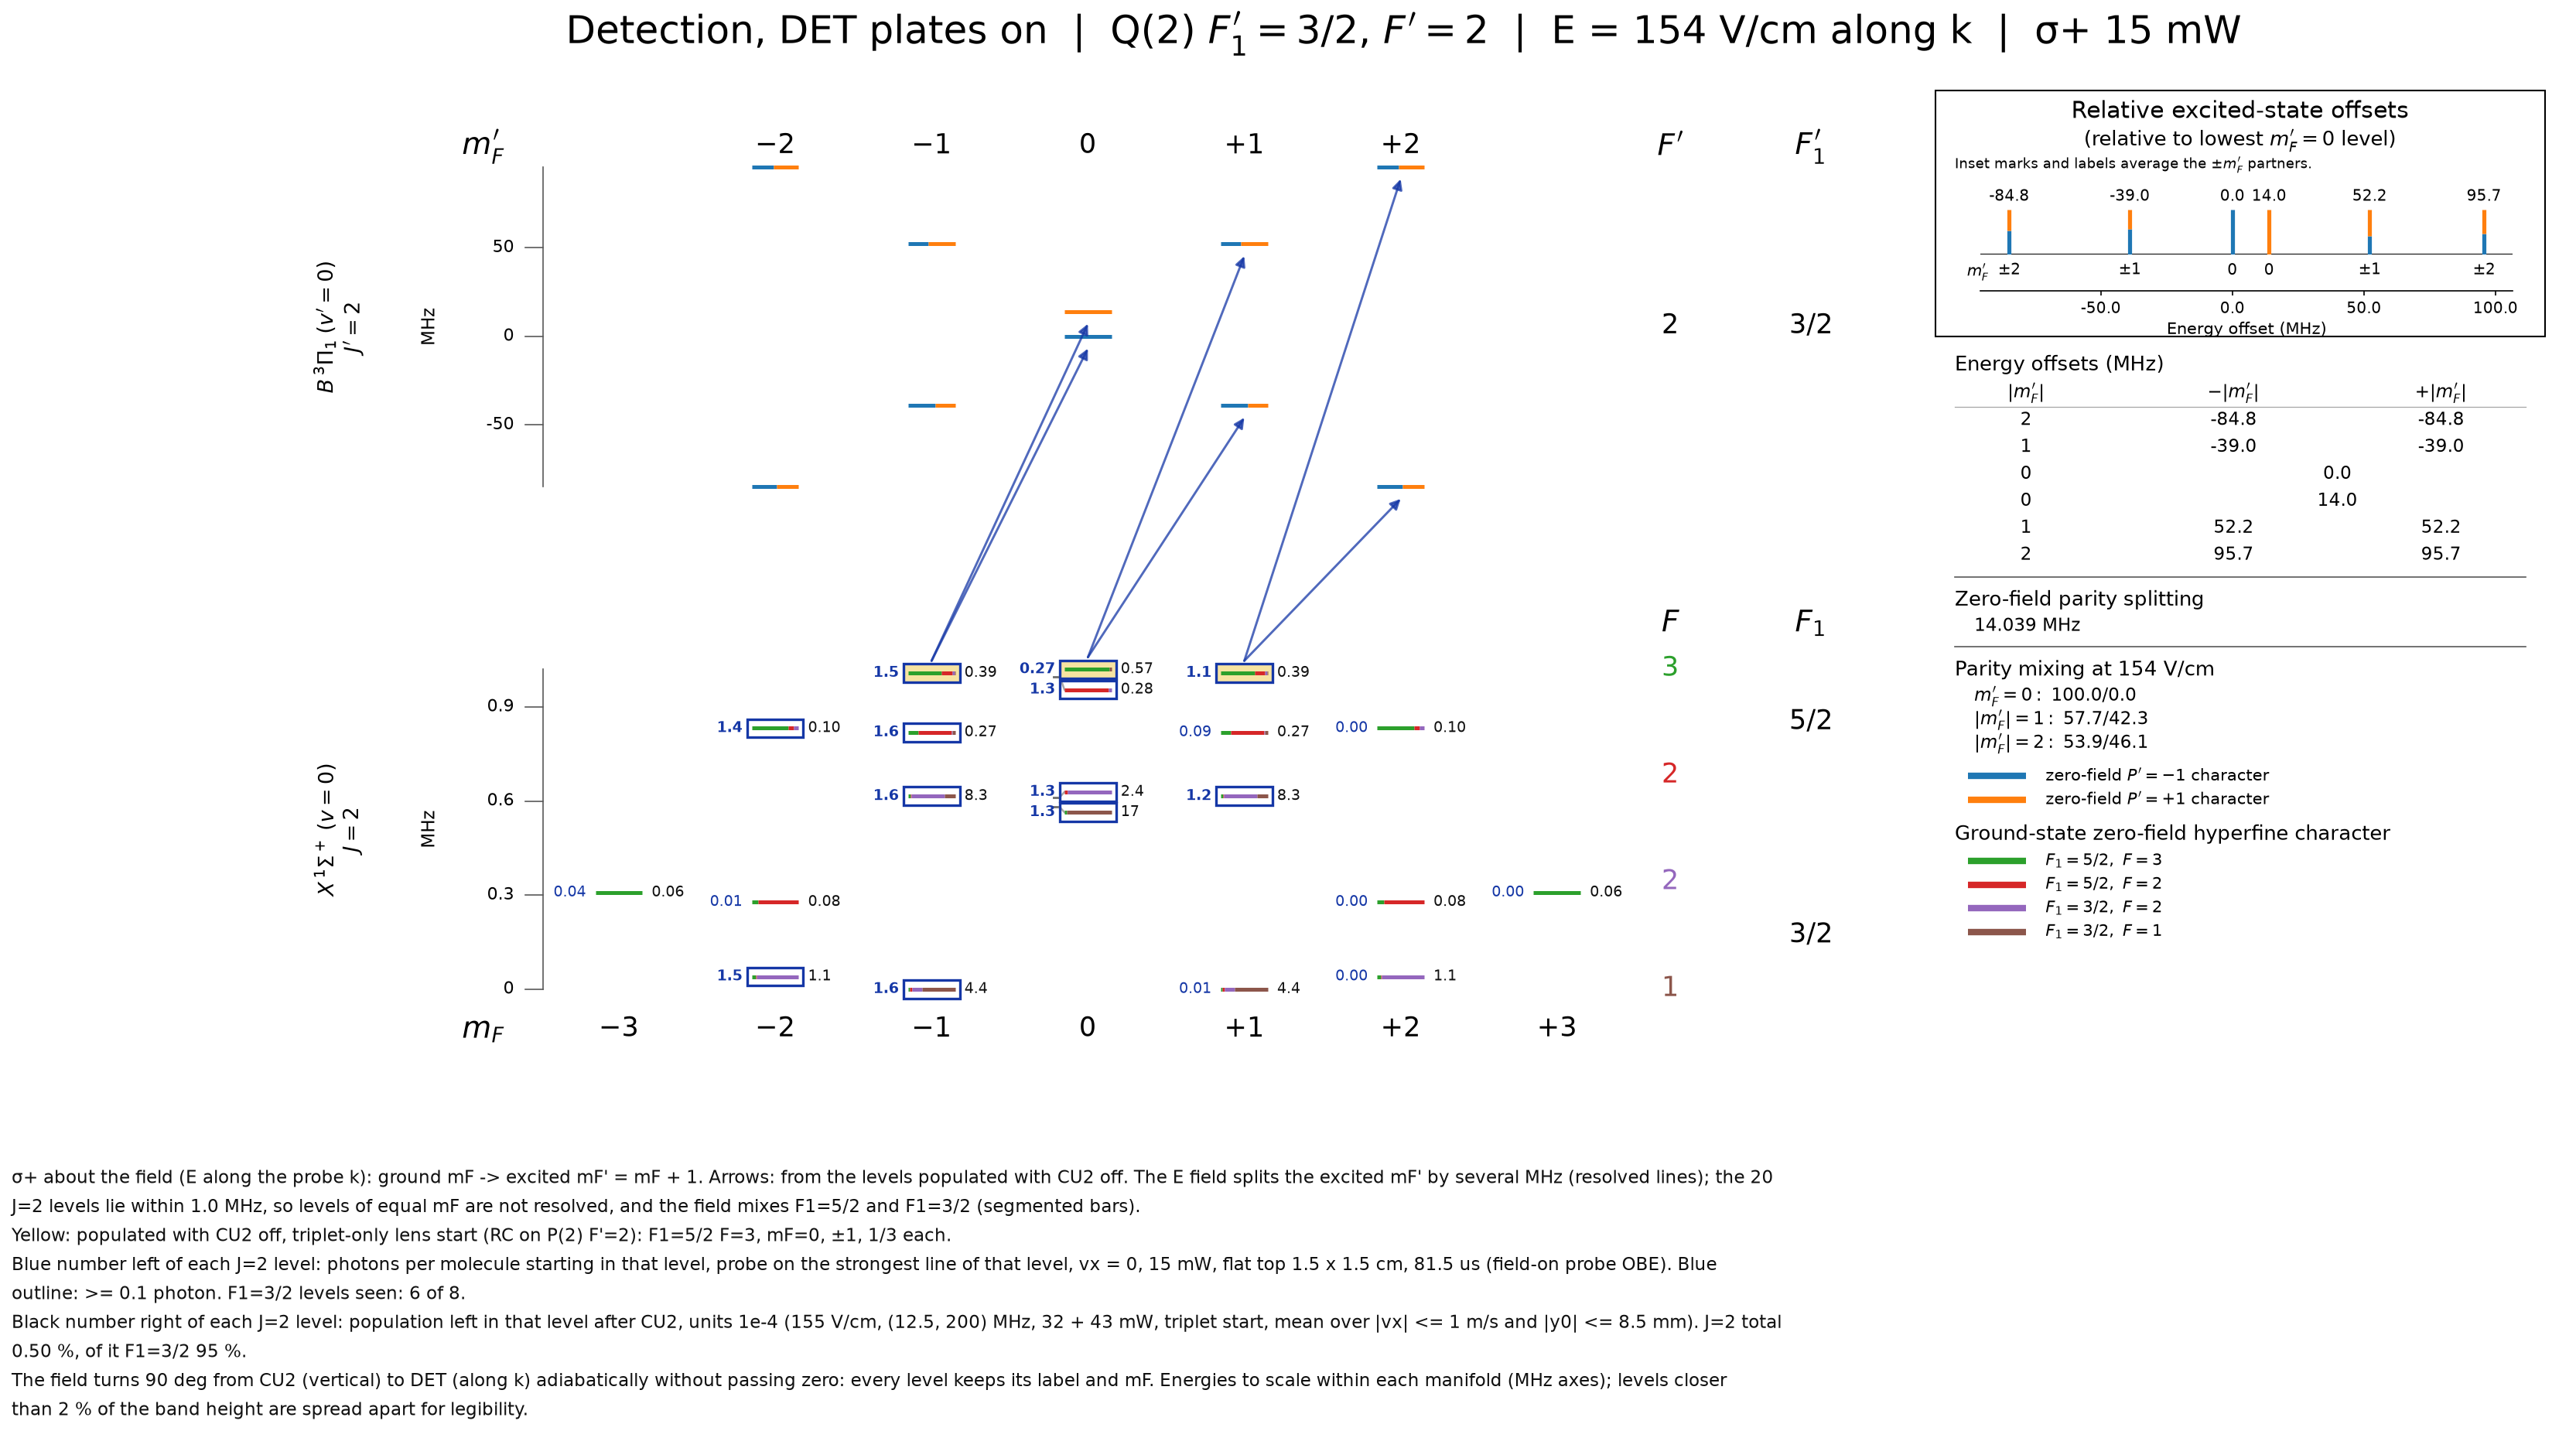 Detection, DET plates on | Q(2) F′₁ = 3/2, F′ = 2 | E = 154 V/cm along k | σ+ 15 mW
m′F −2 −1 0 +1 +2 F′ F′₁
B ³Π₁ (v′ = 0)
J′ = 2
MHz
50
0
-50
2 3/2
F F₁
3
5/2
2
2
3/2
1
X ¹Σ⁺ (v = 0)
J = 2
MHz
0.9
0.6
0.3
0
1.5 0.39 0.27 0.57 1.1 0.39
1.3 0.28
1.4 0.10 1.6 0.27 0.09 0.27 0.00 0.10
1.6 8.3 1.3 2.4 1.2 8.3
1.3 17
0.04 0.06 0.01 0.08 0.00 0.08 0.00 0.06
1.5 1.1 1.6 4.4 0.01 4.4 0.00 1.1
mF −3 −2 −1 0 +1 +2 +3
Relative excited-state offsets
(relative to lowest m′F = 0 level)
Inset marks and labels average the ±m′F partners.
-84.8 -39.0 0.0 14.0 52.2 95.7
m′F ±2 ±1 0 0 ±1 ±2
-50.0 0.0 50.0 100.0
Energy offset (MHz)
Energy offsets (MHz)
|m′F| −|m′F| +|m′F|
2 -84.8 -84.8
1 -39.0 -39.0
0 0.0
0 14.0
1 52.2 52.2
2 95.7 95.7
Zero-field parity splitting
14.039 MHz
Parity mixing at 154 V/cm
m′F = 0 : 100.0/0.0
|m′F| = 1 : 57.7/42.3
|m′F| = 2 : 53.9/46.1
zero-field P′ = −1 character
zero-field P′ = +1 character
Ground-state zero-field hyperfine character
F₁ = 5/2, F = 3
F₁ = 5/2, F = 2
F₁ = 3/2, F = 2
F₁ = 3/2, F = 1
σ+ about the field (E along the probe k): ground mF -> excited mF' = mF + 1. Arrows: from the levels populated with CU2 off. The E field splits the excited mF' by several MHz (resolved lines); the 20
J=2 levels lie within 1.0 MHz, so levels of equal mF are not resolved, and the field mixes F1=5/2 and F1=3/2 (segmented bars).
Yellow: populated with CU2 off, triplet-only lens start (RC on P(2) F'=2): F1=5/2 F=3, mF=0, ±1, 1/3 each.
Blue number left of each J=2 level: photons per molecule starting in that level, probe on the strongest line of that level, vx = 0, 15 mW, flat top 1.5 x 1.5 cm, 81.5 us (field-on probe OBE). Blue
outline: >= 0.1 photon. F1=3/2 levels seen: 6 of 8.
Black number right of each J=2 level: population left in that level after CU2, units 1e-4 (155 V/cm, (12.5, 200) MHz, 32 + 43 mW, triplet start, mean over |vx| <= 1 m/s and |y0| <= 8.5 mm). J=2 total
0.50 %, of it F1=3/2 95 %.
The field turns 90 deg from CU2 (vertical) to DET (along k) adiabatically without passing zero: every level keeps its label and mF. Energies to scale within each manifold (MHz axes); levels closer
than 2 % of the band height are spread apart for legibility.